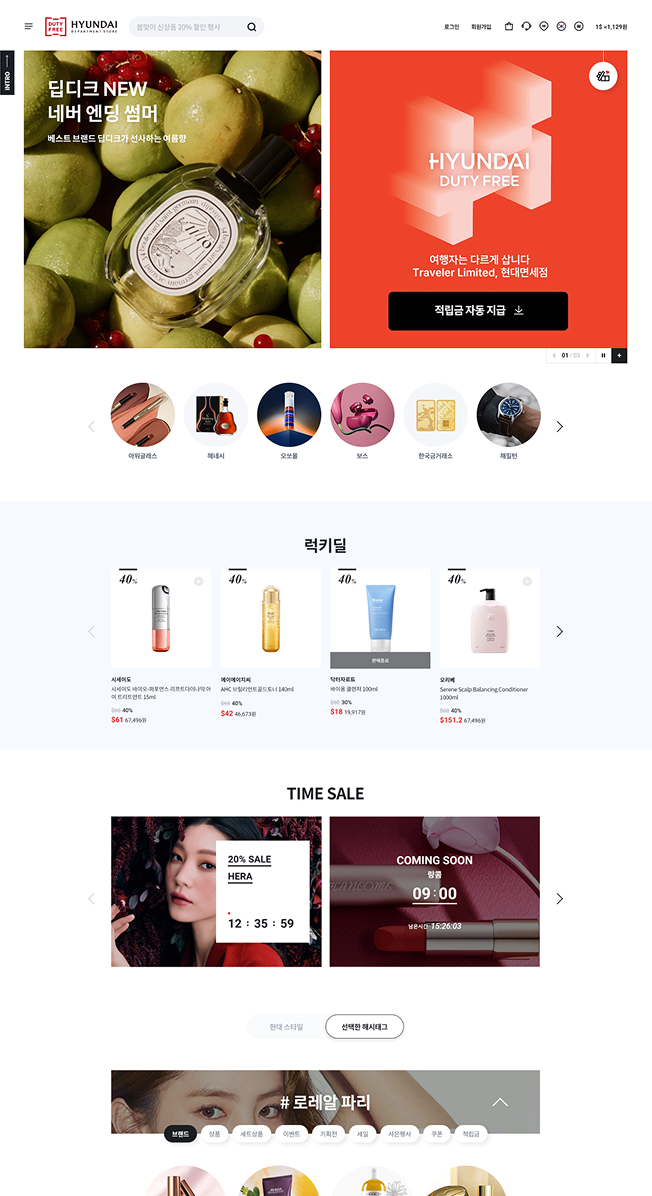 DUTY FREE
HYUNDAI
DEPARTMENT STORE
봄맞이 신상품 20% 할인 행사
로그인
회원가입
1$ =1,129원
INTRO
딥디크 NEW
네버 엔딩 썸머
베스트 브랜드 딥디크가 선사하는 여름향
HYUNDAI
DUTY FREE
여행자는 다르게 삽니다
Traveler Limited, 현대면세점
적립금 자동 지급
01 / 03
아워글래스
헤네시
오쏘몰
보스
한국금거래소
해밀턴
럭키딜
40%
40%
40%
40%
판매종료
시세이도
시세이도 바이오-퍼포먼스 리프트다이나믹 아이 트리트먼트 15ml
$68 40%
$61 67,496원
에이에이치씨
AHC 브릴리언트골드토너 140ml
$68 40%
$42 46,673원
닥터자르트
바이옴 클렌저 100ml
$68 30%
$18 19,917원
오리베
Serene Scalp Balancing Conditioner
1000ml
$68 40%
$151.2 67,496원
TIME SALE
20% SALE
HERA
12 : 35 : 59
COMING SOON
랑콤
09 : 00
남은시간 15:26:03
현대 스타일
선택한 해시태그
# 로레알 파리
브랜드
상품
세트상품
이벤트
기획전
세일
사은행사
쿠폰
적립금